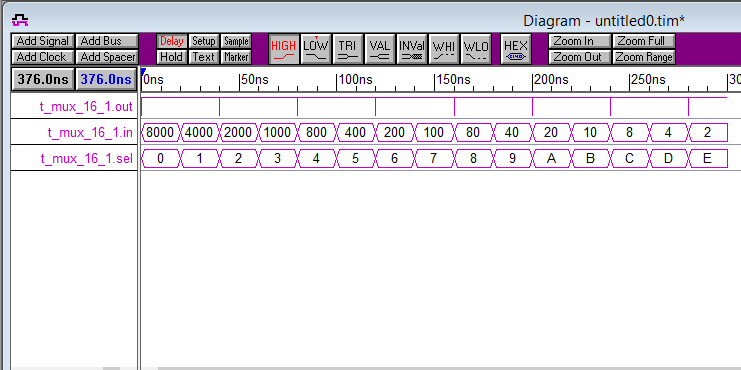 Diagram - untitled0.tim*
Add Signal Add Bus Delay Setup Sample HIGH LOW TRI VAL INVal WHI WLO HEX Zoom In Zoom Full
Add Clock Add Spacer Hold Text Marker Zoom Out Zoom Range
376.0ns 376.0ns 0ns 50ns 100ns 150ns 200ns 250ns 30
t_mux_16_1.out
t_mux_16_1.in 8000 4000 2000 1000 800 400 200 100 80 40 20 10 8 4 2
t_mux_16_1.sel 0 1 2 3 4 5 6 7 8 9 A B C D E